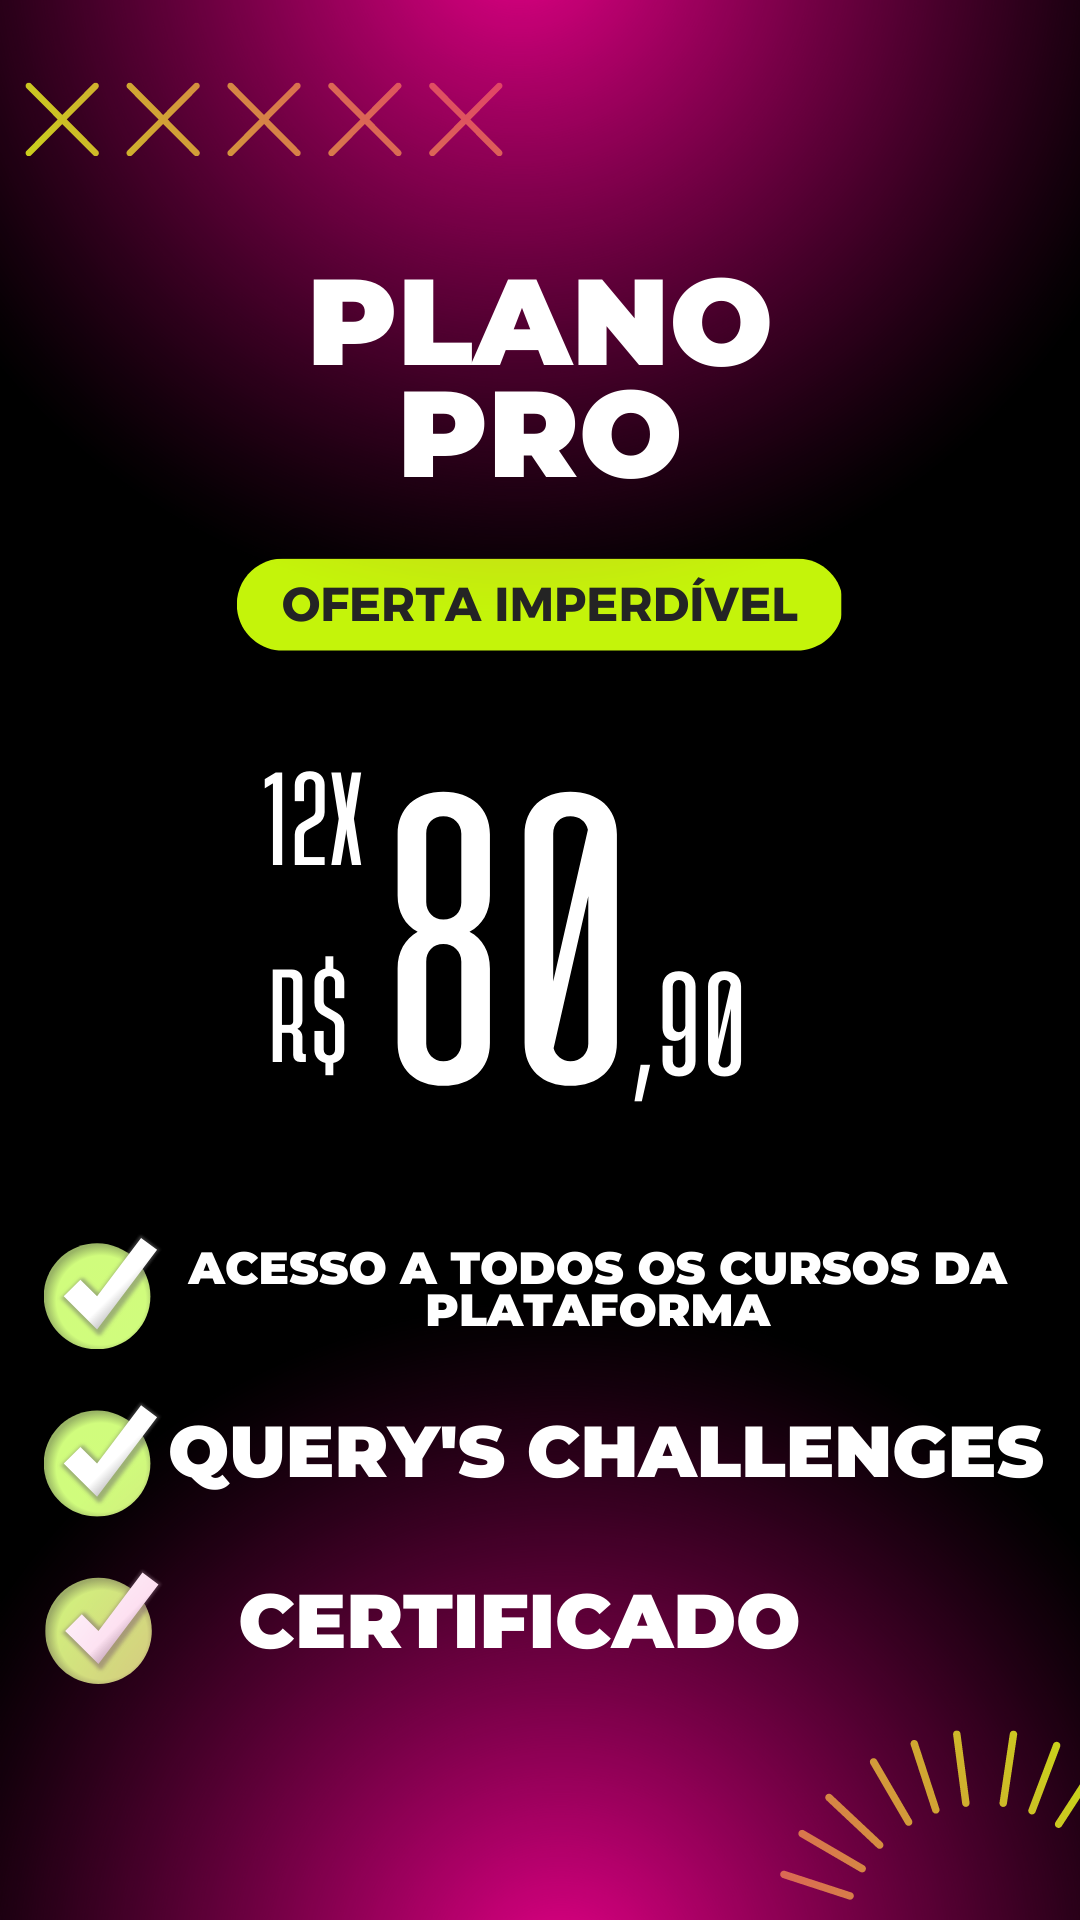 PLANO
PRO
OFERTA IMPERDÍVEL
12X
R$ 80,90
ACESSO A TODOS OS CURSOS DA
PLATAFORMA
QUERY'S CHALLENGES
CERTIFICADO